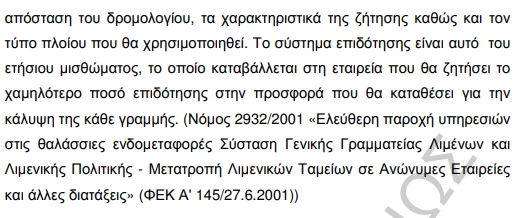 απόσταση του δρομολογίου, τα χαρακτηριστικά της ζήτησης καθώς και τον
τύπο πλοίου που θα χρησιμοποιηθεί. Το σύστημα επιδότησης είναι αυτό του
ετήσιου μισθώματος, το οποίο καταβάλλεται στη εταιρεία που θα ζητήσει το
χαμηλότερο ποσό επιδότησης στην προσφορά που θα καταθέσει για την
κάλυψη της κάθε γραμμής. (Νόμος 2932/2001 «Ελεύθερη παροχή υπηρεσιών
στις θαλάσσιες ενδομεταφορές Σύσταση Γενικής Γραμματείας Λιμένων και
Λιμενικής Πολιτικής - Μετατροπή Λιμενικών Ταμείων σε Ανώνυμες Εταιρείες
και άλλες διατάξεις» (ΦΕΚ Α' 145/27.6.2001))